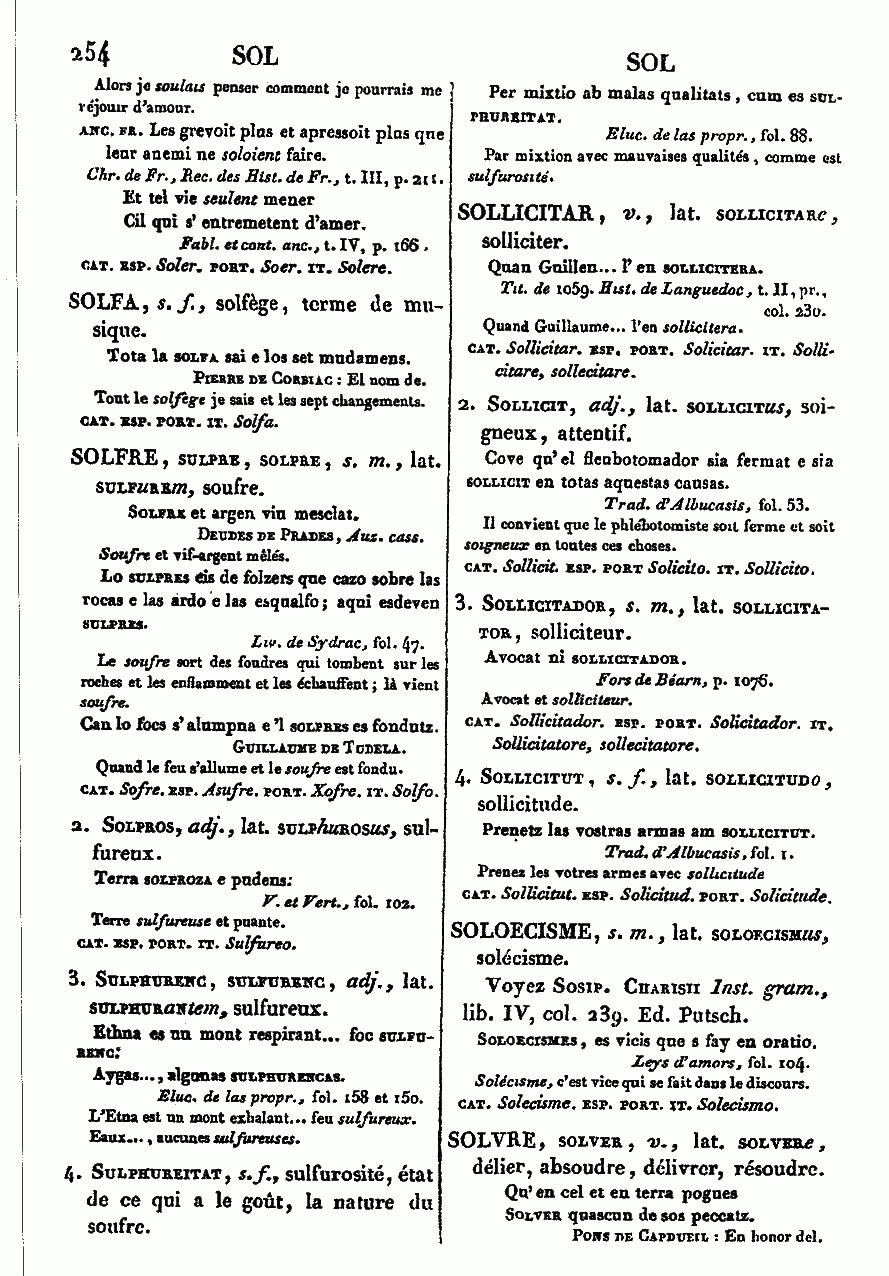 254 SOL
Alors je soulais penser comment je pourrais me
réjouir d'amour.
ANC. FR. Les grevoit plus et apressoit plus que
leur anemi ne soloient faire.
Chr. de Fr., Rec. des Hist. de Fr., t. III, p. 211.
Et tel vie seulent mener
Cil qui s'entremetent d'amer.
Fabl. et cont. anc., t. IV, p. 166.
CAT. ESP. Soler. PORT. Soer. IT. Solere.
SOLFA, s. f., solfège, terme de mu-
sique.
Tota la SOLFA sai e los set mudamens.
PIERRE DE CORBIAC : El nom de.
Tout le solfège je sais et les sept changements.
CAT. ESP. PORT. IT. Solfa.
SOLFRE, SULPRE, SOLPRE, s. m., lat.
SULFUREm, soufre.
SOLFRE et argen viu mesclat.
DEUDES DE PRADES, Auz. cass.
Soufre et vif-argent mêlés.
Lo SULPRES eis de folzers que cazo sobre las
rocas e las ardo e las esqualfo; aqui esdeven
SULPRES.
Liv. de Sydrac, fol. 47.
Le soufre sort des foudres qui tombent sur les
roches et les enflamment et les échauffent; là vient
soufre.
Can lo focs s'alumpna e'l SOLPRES es fondutz.
GUILLAUME DE TUDELA.
Quand le feu s'allume et le soufre est fondu.
CAT. Sofre. ESP. Asufre. PORT. Xofre. IT. Solfo.
2. SOLPROS, adj., lat. SULPhUROSus, sul-
fureux.
Terra SOLPROZA e pudens:
V. et Vert., fol. 102.
Terre sulfureuse et puante.
CAT. ESP. PORT. IT. Sulfureo.
3. SULPHURENC, SULFURENC, adj., lat.
SULPHURANtem, sulfureux.
Ethna es un mont respirant... foc SULFU-
RENC:
Aygas..., algunas SULPHURENCAS.
Eluc. de las propr., fol. 158 et 150.
L'Etna est un mont exhalant... feu sulfureux.
Eaux..., aucunes sulfureuses.
4. SULPHUREITAT, s. f., sulfurosité, état
de ce qui a le goût, la nature du
soufre.
SOL
Per mixtio ab malas qualitats, cum es SUL-
PHUREITAT.
Eluc. de las propr., fol. 88.
Par mixtion avec mauvaises qualités, comme est
sulfurosité.
SOLLICITAR, v., lat. SOLLICITARe,
solliciter.
Quan Guillen... l'en SOLLICITERA.
Tit. de 1059. Hist. de Languedoc, t. II, pr.,
col. 230.
Quand Guillaume... l'en sollicitera.
CAT. Sollicitar. ESP. PORT. Solicitar. IT. Solli-
citare, sollecitare.
2. SOLLICIT, adj., lat. SOLLICITus, soi-
gneux, attentif.
Cove qu'el fleubotomador sia fermat e sia
SOLLICIT en totas aquestas causas.
Trad. d'Albucasis, fol. 53.
Il convient que le phlébotomiste soit ferme et soit
soigneux en toutes ces choses.
CAT. Sollicit. ESP. PORT Solicito. IT. Sollicito.
3. SOLLICITADOR, s. m., lat. SOLLICITA-
TOR, solliciteur.
Avocat ni SOLLICITADOR.
Fors de Béarn, p. 1076.
Avocat et solliciteur.
CAT. Sollicitador. ESP. PORT. Solicitador. IT.
Sollicitatore, sollecitatore.
4. SOLLICITUT, s. f., lat. SOLLICITUDo,
sollicitude.
Prenetz las vostras armas am SOLLICITUT.
Trad. d'Albucasis, fol. 1.
Prenez les votres armes avec sollicitude
CAT. Sollicitut. ESP. Solicitud. PORT. Solicitude.
SOLOECISME, s. m., lat. SOLOECISMus,
solécisme.
Voyez SOSIP. CHARISII Inst. gram.,
lib. IV, col. 239. Ed. Putsch.
SOLOECISMES, es vicis que s fay en oratio.
Leys d'amors, fol. 104.
Solécisme, c'est vice qui se fait dans le discours.
CAT. Solecisme. ESP. PORT. IT. Solecismo.
SOLVRE, SOLVER, v., lat. SOLVERe,
délier, absoudre, délivrer, résoudre.
Qu'en cel et en terra pogues
SOLVER quascun de sos peccatz.
PONS DE CAPDUEIL : En honor del.